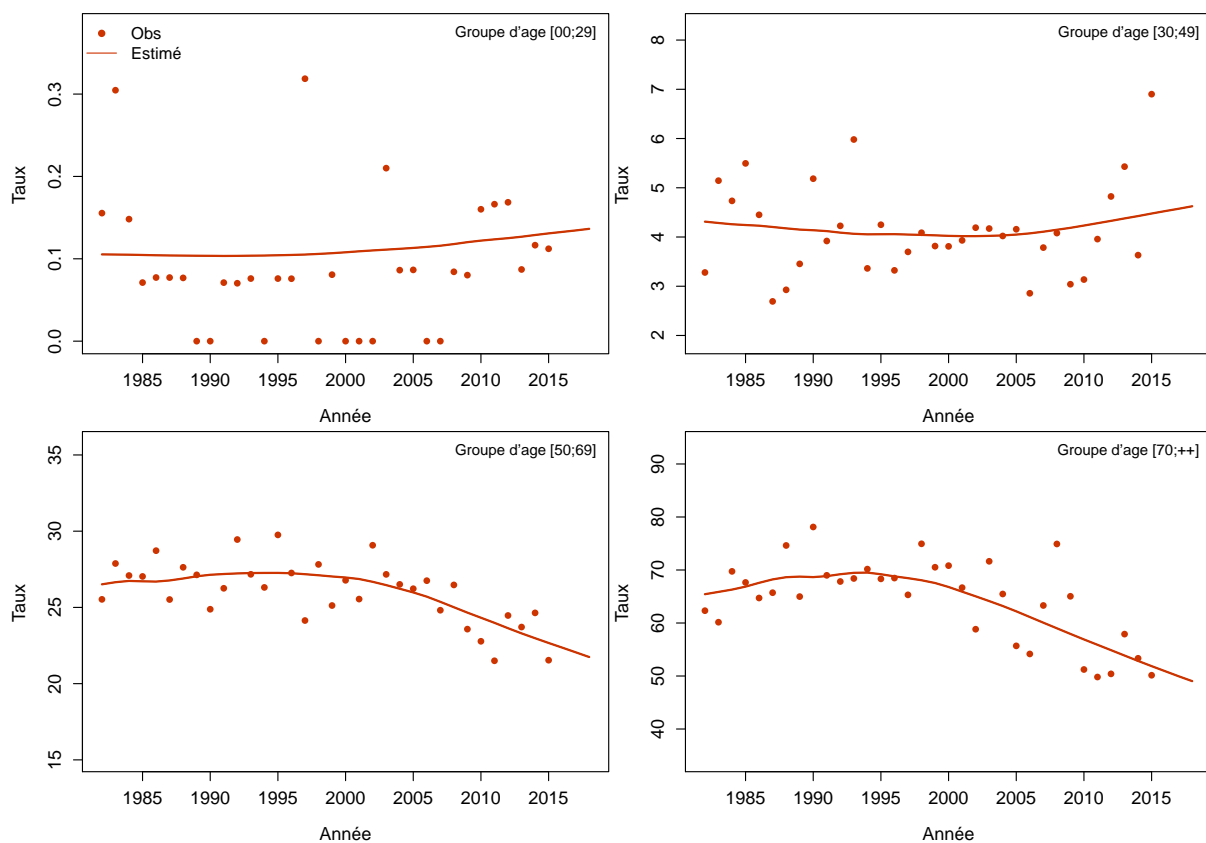 Obs
Estimé
Groupe d'age [00;29]
Taux
0.0
0.1
0.2
0.3
1985 1990 1995 2000 2005 2010 2015
Année
Groupe d'age [30;49]
Taux
2
3
4
5
6
7
8
1985 1990 1995 2000 2005 2010 2015
Année
Groupe d'age [50;69]
Taux
15
20
25
30
35
1985 1990 1995 2000 2005 2010 2015
Année
Groupe d'age [70;++]
Taux
40
50
60
70
80
90
1985 1990 1995 2000 2005 2010 2015
Année